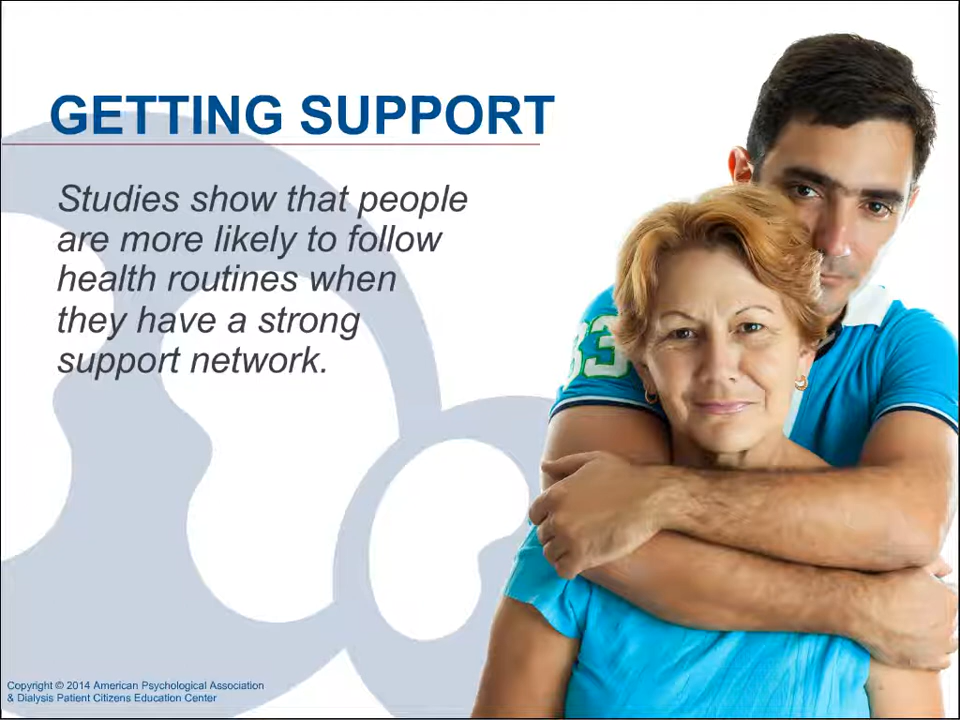 GETTING SUPPORT
Studies show that people
are more likely to follow
health routines when
they have a strong
support network.
33
Copyright © 2014 American Psychological Association
& Dialysis Patient Citizens Education Center